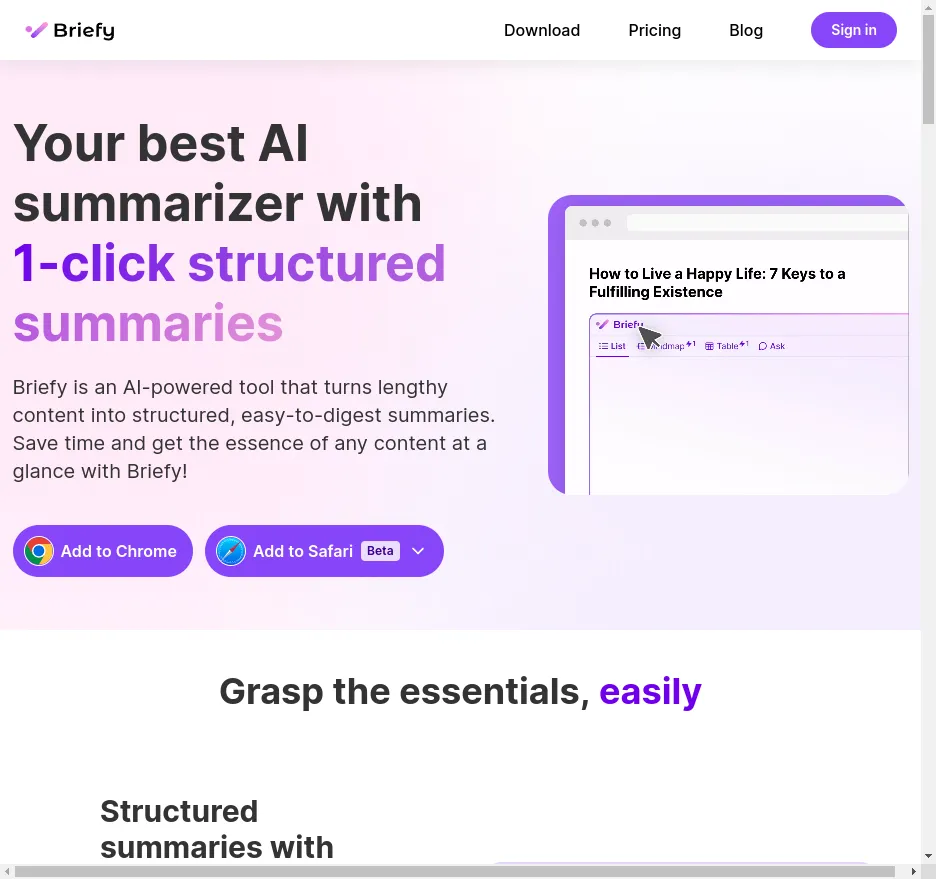 Briefy
Download
Pricing
Blog
Sign in
Your best AI
summarizer with
1-click structured
summaries
Briefy is an AI-powered tool that turns lengthy
content into structured, easy-to-digest summaries.
Save time and get the essence of any content at a
glance with Briefy!
Add to Chrome
Add to Safari Beta
How to Live a Happy Life: 7 Keys to a
Fulfilling Existence
Briefy
List
Table 1
Ask
Grasp the essentials, easily
Structured
summaries with